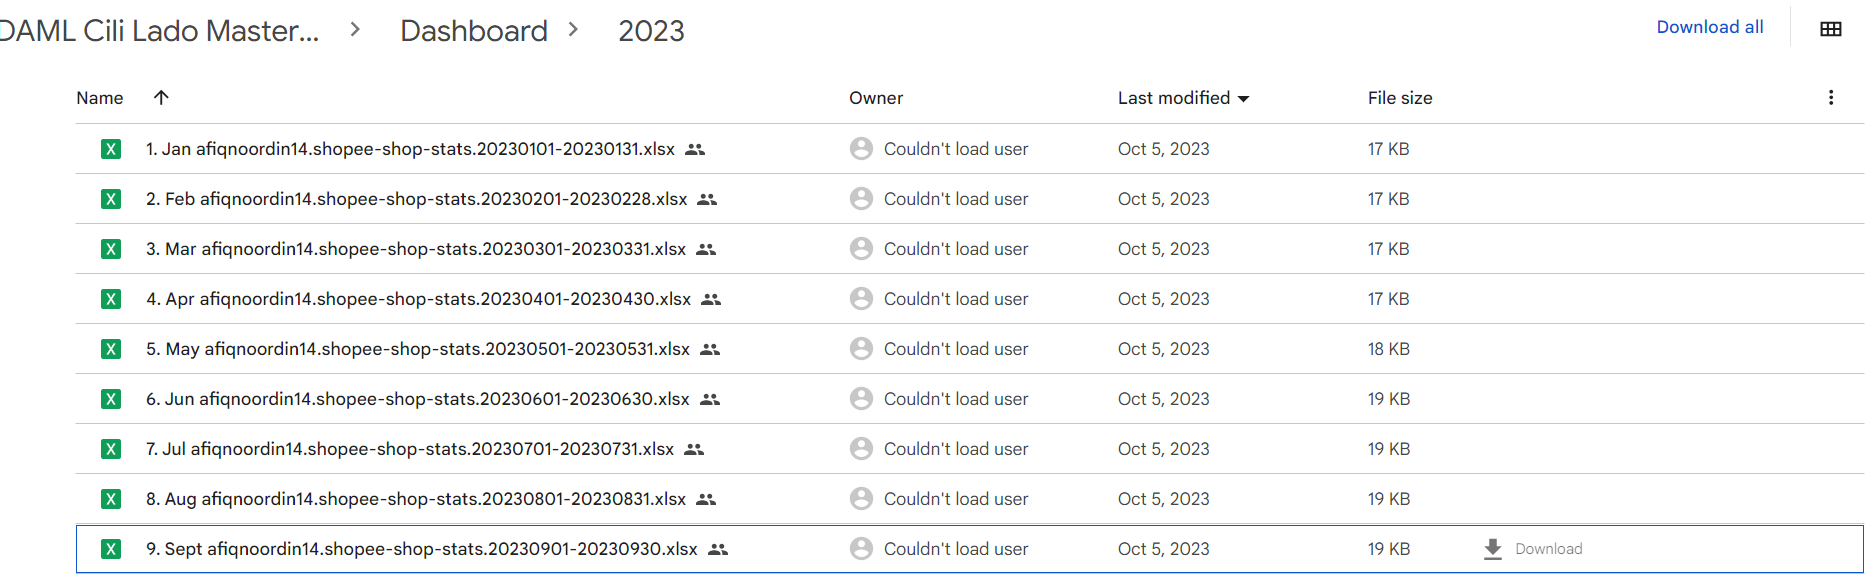 DAML Cili Lado Master... > Dashboard > 2023 Download all
Name Owner Last modified File size
1. Jan afiqnoordin14.shopee-shop-stats.20230101-20230131.xlsx Couldn't load user Oct 5, 2023 17 KB
2. Feb afiqnoordin14.shopee-shop-stats.20230201-20230228.xlsx Couldn't load user Oct 5, 2023 17 KB
3. Mar afiqnoordin14.shopee-shop-stats.20230301-20230331.xlsx Couldn't load user Oct 5, 2023 17 KB
4. Apr afiqnoordin14.shopee-shop-stats.20230401-20230430.xlsx Couldn't load user Oct 5, 2023 17 KB
5. May afiqnoordin14.shopee-shop-stats.20230501-20230531.xlsx Couldn't load user Oct 5, 2023 18 KB
6. Jun afiqnoordin14.shopee-shop-stats.20230601-20230630.xlsx Couldn't load user Oct 5, 2023 19 KB
7. Jul afiqnoordin14.shopee-shop-stats.20230701-20230731.xlsx Couldn't load user Oct 5, 2023 19 KB
8. Aug afiqnoordin14.shopee-shop-stats.20230801-20230831.xlsx Couldn't load user Oct 5, 2023 19 KB
9. Sept afiqnoordin14.shopee-shop-stats.20230901-20230930.xlsx Couldn't load user Oct 5, 2023 19 KB Download